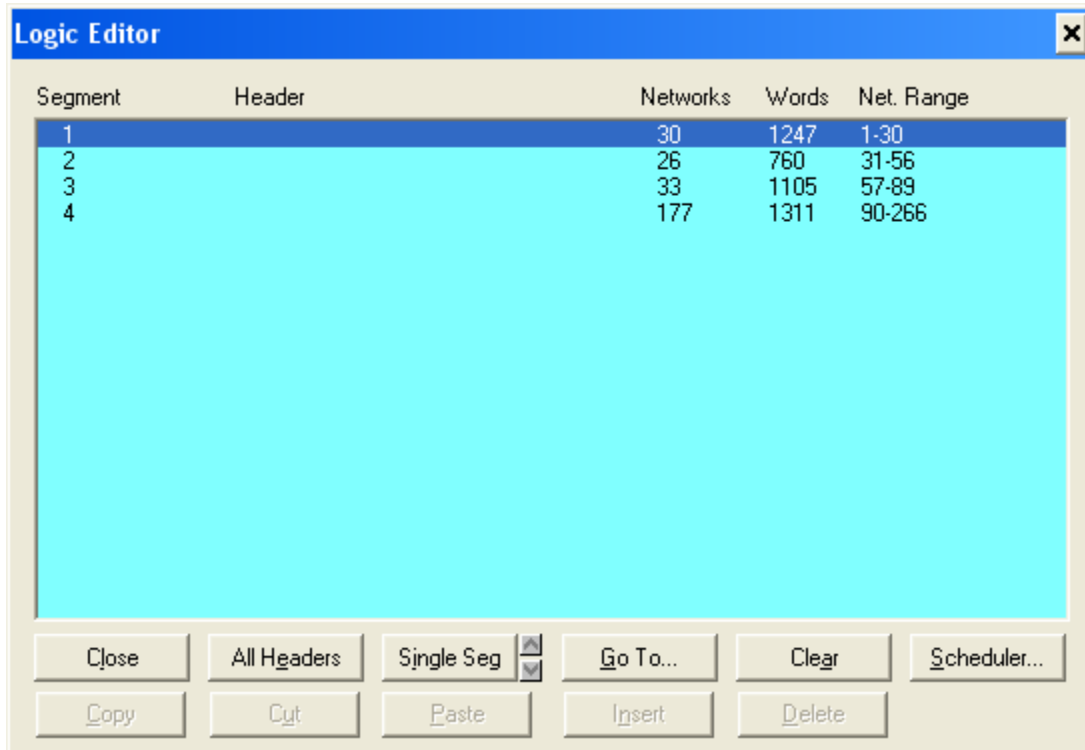 Logic Editor
Segment Header Networks Words Net. Range
1 30 1247 1-30
2 26 760 31-56
3 33 1105 57-89
4 177 1311 90-266
Close All Headers Single Seg Go To... Clear Scheduler...
Copy Cut Paste Insert Delete